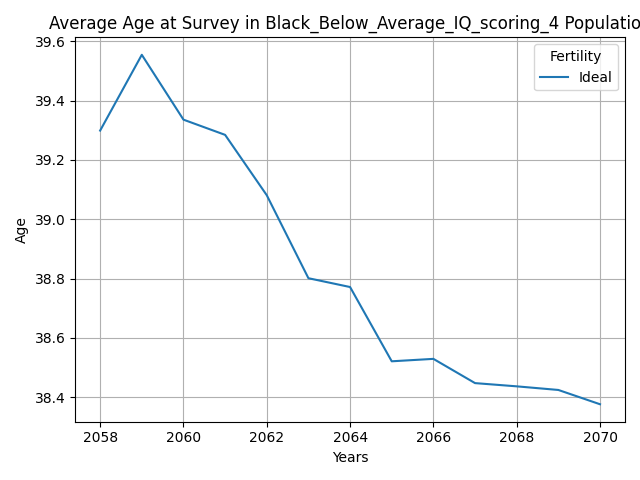 Average Age at Survey in Black_Below_Average_IQ_scoring_4 Populatio
39.6
39.4
39.2
39.0
38.8
38.6
38.4
Age
Fertility
Ideal
2058 2060 2062 2064 2066 2068 2070
Years